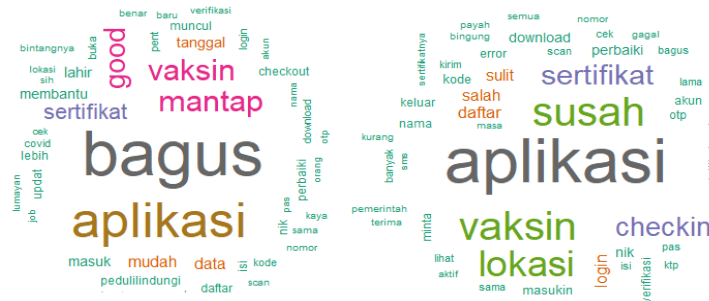 benar
baru
verifikasi
bintangnya
buka
good
pent
muncul
tanggal
login
akun
lokasi
sih
lahir
vaksin
checkout
membantu
mantap
sertifikat
nama
download
otp
cek
covid
lebih
bagus
lumayan
updat
job
aplikasi
perbaiki
orang
pas
nik
kaya
sama
nomor
masuk
mudah
data
isi
kode
pedulilindungi
daftar
scan
payah
semua
nomor
bingung
download
cek
gagal
sertifikatnya
error
scan
perbaiki
bagus
kirim
kode
sulit
sertifikat
lama
keluar
salah
susah
akun
daftar
otp
nama
masa
kurang
banyak
sms
aplikasi
pemerintah
terima
minta
vaksin
checkin
lihat
aktif
lokasi
login
nik
isi
pas
ktp
verifikasi
sama
masukin